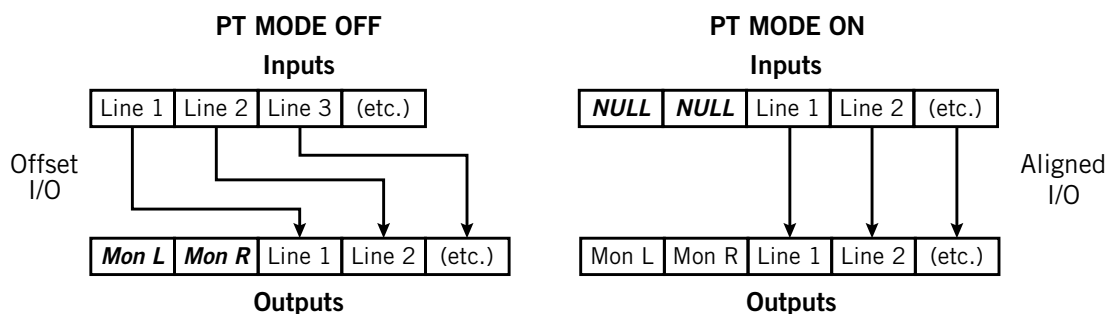 PT MODE OFF
Inputs
Line 1 Line 2 Line 3 (etc.)
Offset
I/O
Mon L Mon R Line 1 Line 2 (etc.)
Outputs
PT MODE ON
Inputs
NULL NULL Line 1 Line 2 (etc.)
Aligned
I/O
Mon L Mon R Line 1 Line 2 (etc.)
Outputs